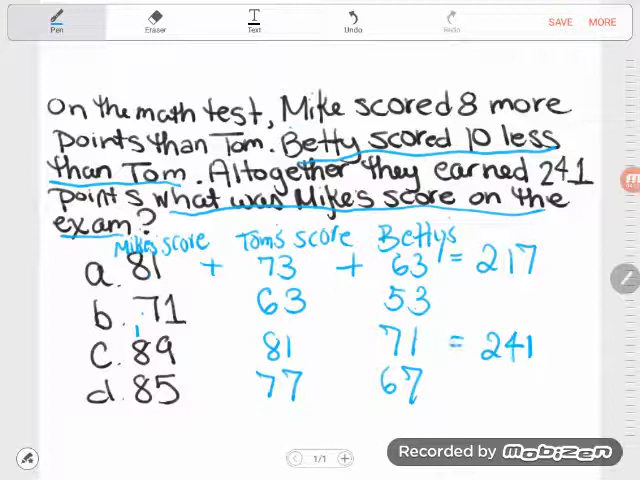 Pen
Eraser
Text
Undo
Redo
SAVE
MORE
On the math test, Mike scored 8 more
points than Tom. Betty scored 10 less
than Tom. Altogether they earned 241
points what was Mike's score on the
exam?
Mikes score Tom's score Bettys
a. 81 + 73 + 63 = 217
b. 71 63 53
c. 89 81 71 = 241
d. 85 77 67
1/1
Recorded by Mobizen